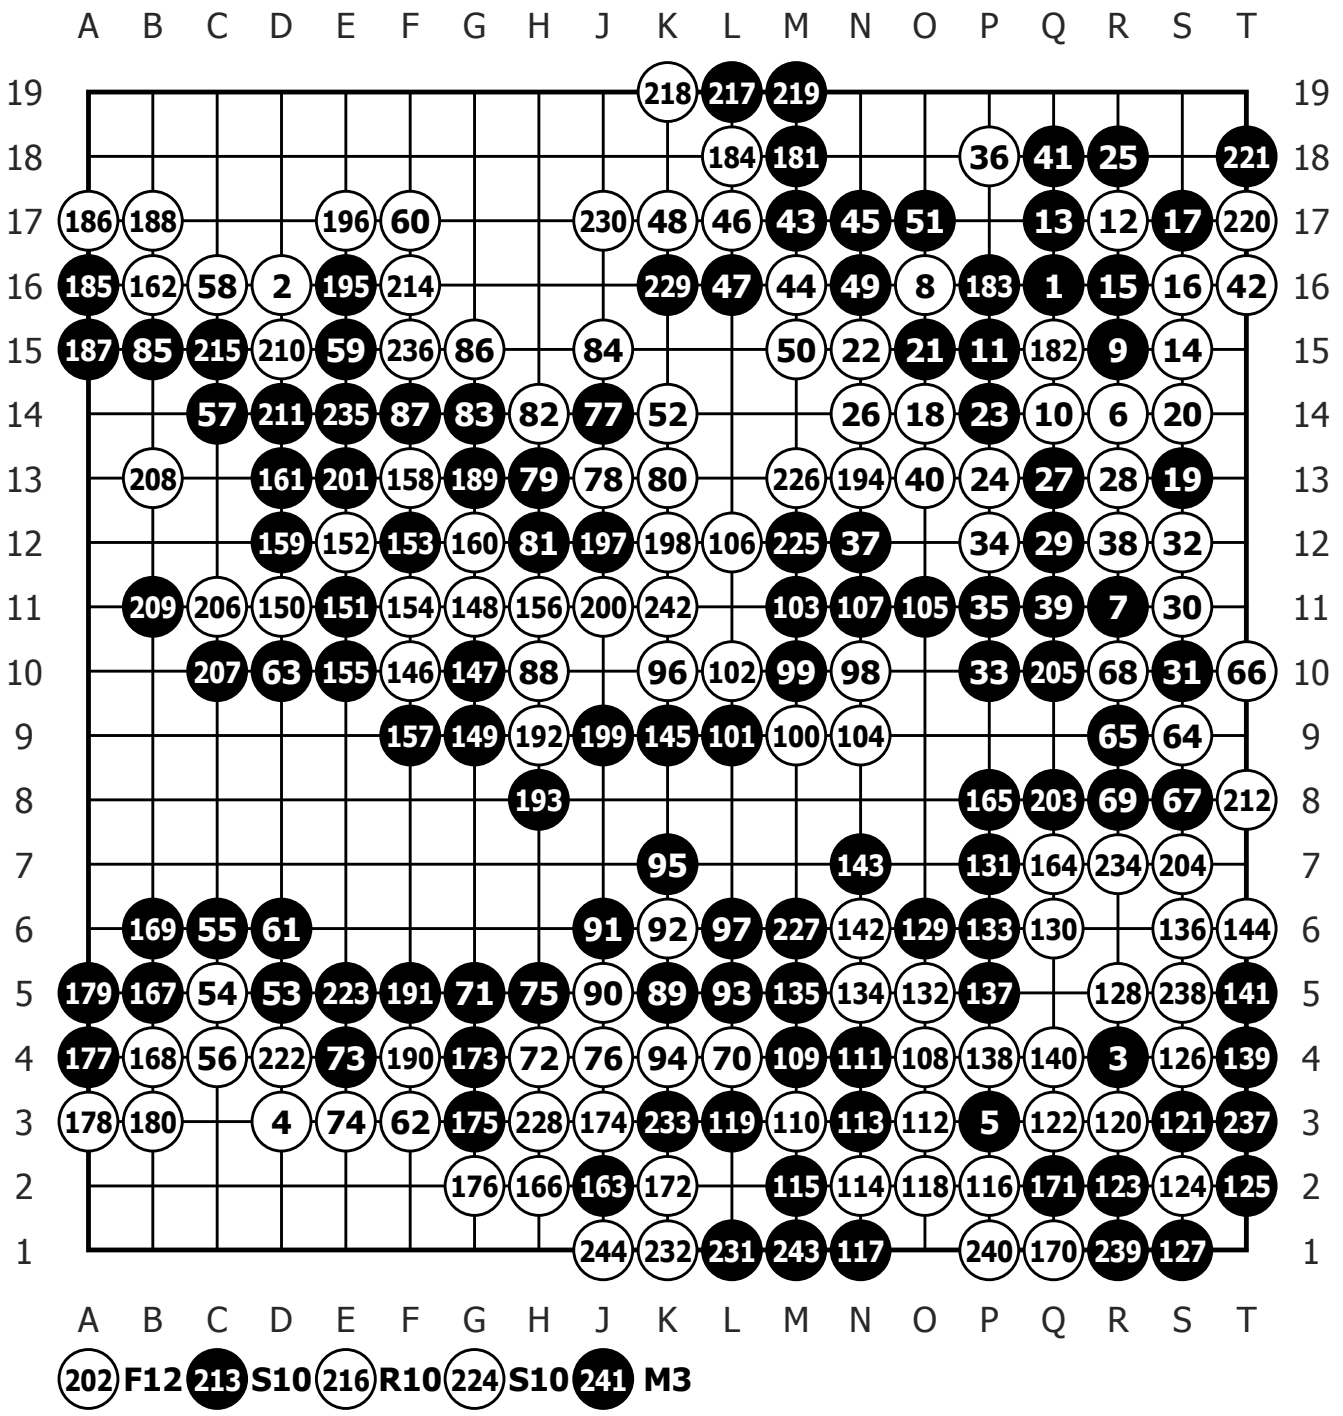 A B C D E F G H J K L M N O P Q R S T
19 218 217 219 19
18 184 181 36 41 25 221 18
17 186 188 196 60 230 48 46 43 45 51 13 12 17 220 17
16 185 162 58 2 195 214 229 47 44 49 8 183 1 15 16 42 16
15 187 85 215 210 59 236 86 84 50 22 21 11 182 9 14 15
14 57 211 235 87 83 82 77 52 26 18 23 10 6 20 14
13 208 161 201 158 189 79 78 80 226 194 40 24 27 28 19 13
12 159 152 153 160 81 197 198 106 225 37 34 29 38 32 12
11 209 206 150 151 154 148 156 200 242 103 107 105 35 39 7 30 11
10 207 63 155 146 147 88 96 102 99 98 33 205 68 31 66 10
9 157 149 192 199 145 101 100 104 65 64 9
8 193 165 203 69 67 212 8
7 95 143 131 164 234 204 7
6 169 55 61 91 92 97 227 142 129 133 130 136 144 6
5 179 167 54 53 223 191 71 75 90 89 93 135 134 132 137 128 238 141 5
4 177 168 56 222 73 190 173 72 76 94 70 109 111 108 138 140 3 126 139 4
3 178 180 4 74 62 175 228 174 233 119 110 113 112 5 122 120 121 237 3
2 176 166 163 172 115 114 118 116 171 123 124 125 2
1 244 232 231 243 117 240 170 239 127 1
A B C D E F G H J K L M N O P Q R S T
202 F12 213 S10 216 R10 224 S10 241 M3